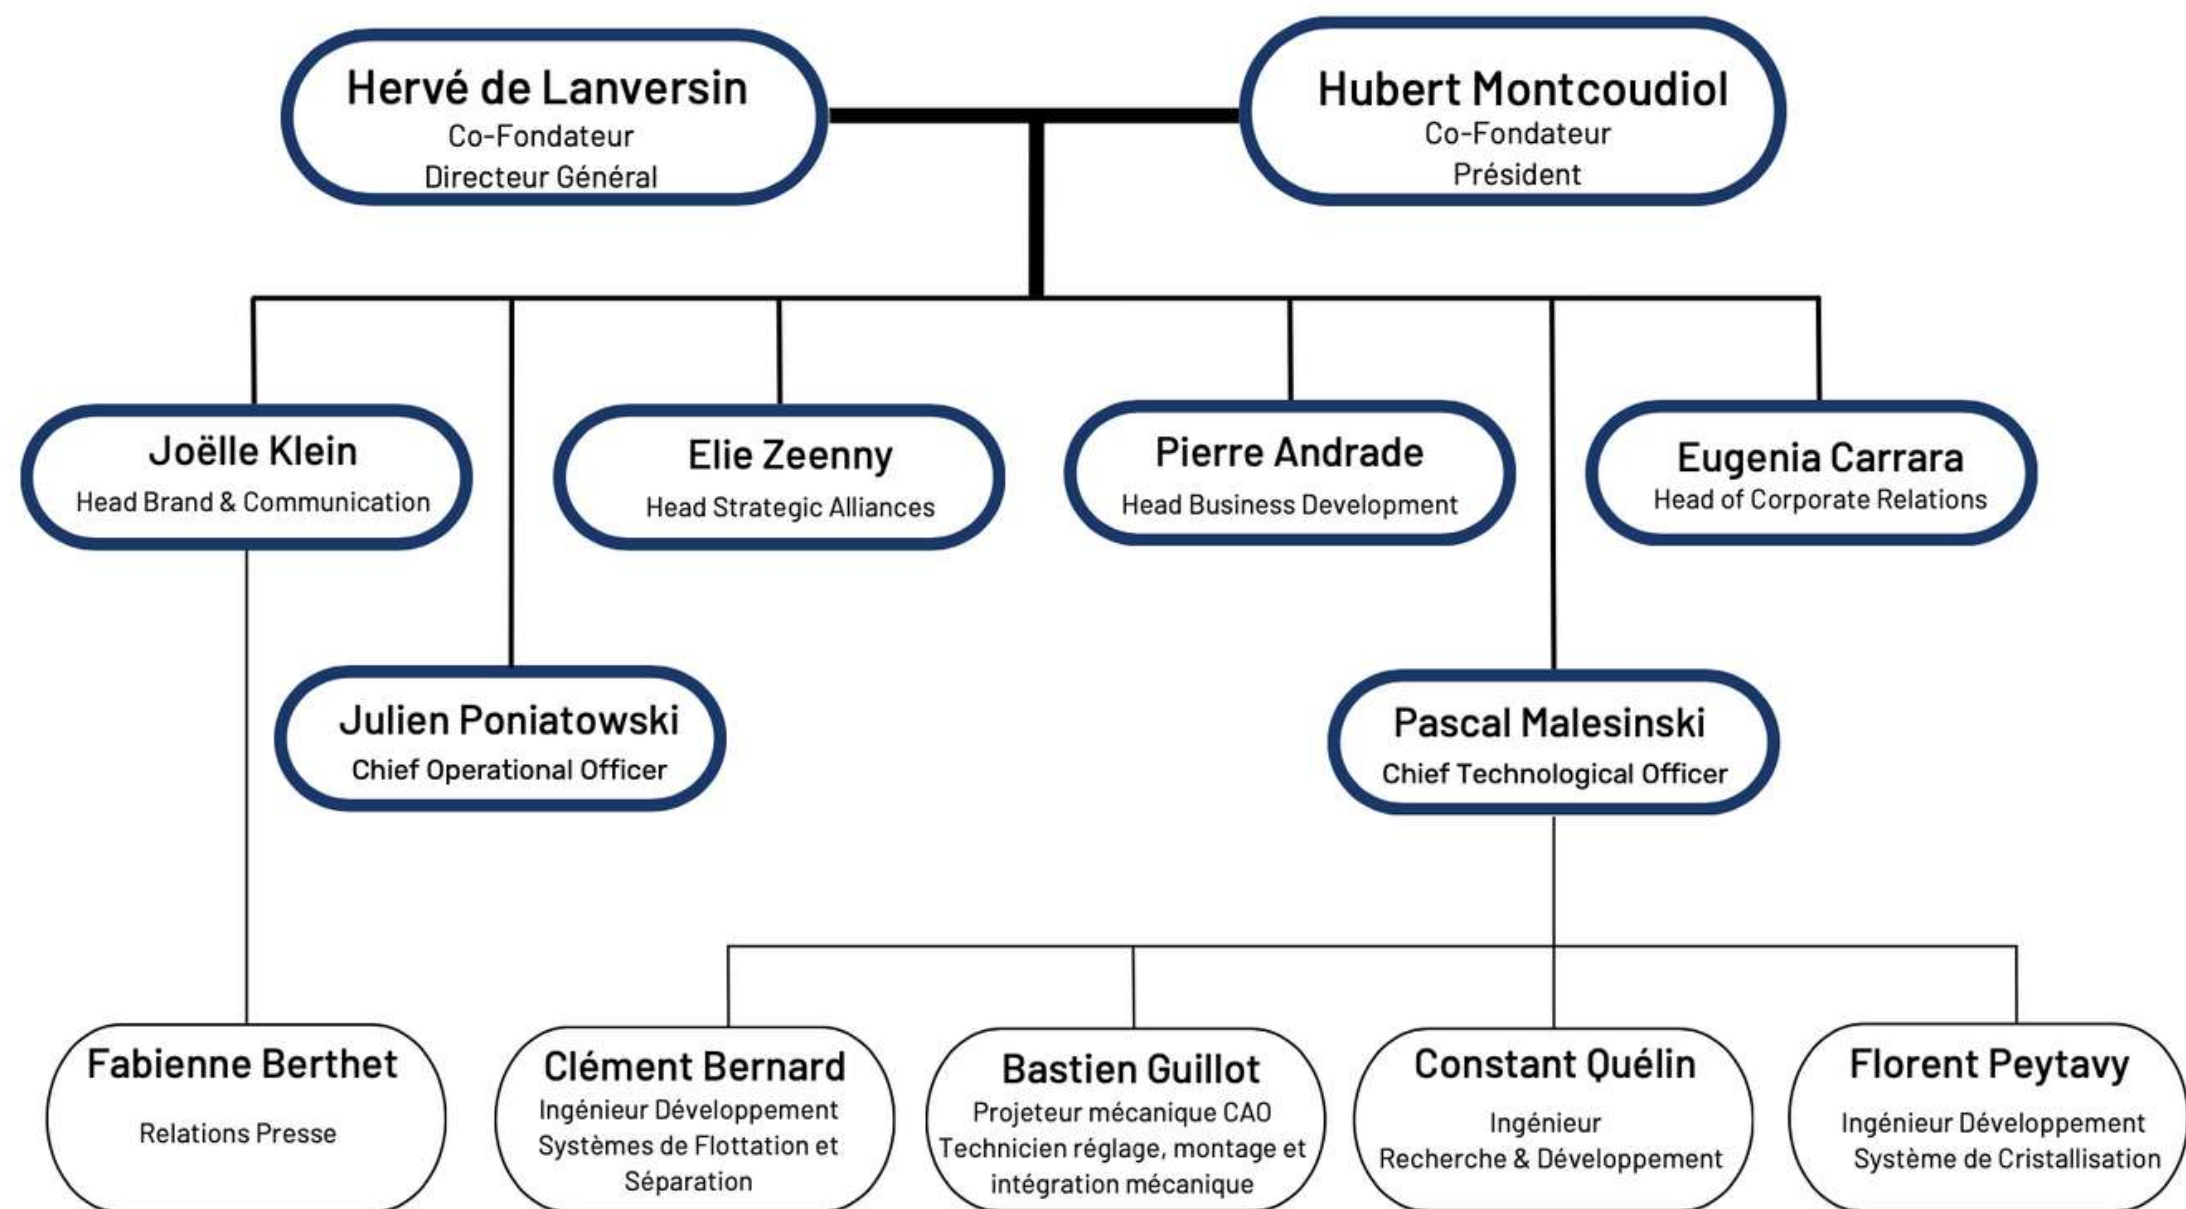 Hervé de Lanversin
Co-Fondateur
Directeur Général
Hubert Montcoudiol
Co-Fondateur
Président
Joëlle Klein
Head Brand & Communication
Elie Zeenny
Head Strategic Alliances
Pierre Andrade
Head Business Development
Eugenia Carrara
Head of Corporate Relations
Julien Poniatowski
Chief Operational Officer
Pascal Malesinski
Chief Technological Officer
Fabienne Berthet
Relations Presse
Clément Bernard
Ingénieur Développement
Systèmes de Flottation et
Séparation
Bastien Guillot
Projeteur mécanique CAO
Technicien réglage, montage et
intégration mécanique
Constant Quélin
Ingénieur
Recherche & Développement
Florent Peytavy
Ingénieur Développement
Système de Cristallisation